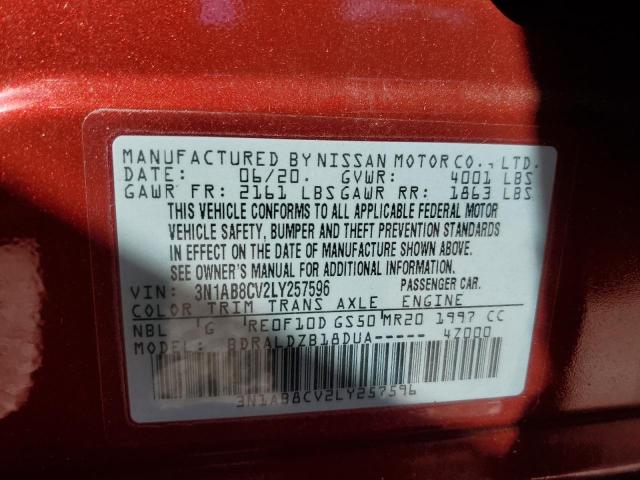 MANUFACTURED BY NISSAN MOTOR CO., LTD.
DATE: 06/20. GVWR: 4001 LBS
GAWR FR: 2161 LBS GAWR RR: 1863 LBS
THIS VEHICLE CONFORMS TO ALL APPLICABLE FEDERAL MOTOR
VEHICLE SAFETY, BUMPER AND THEFT PREVENTION STANDARDS
IN EFFECT ON THE DATE OF MANUFACTURE SHOWN ABOVE.
SEE OWNER'S MANUAL FOR ADDITIONAL INFORMATION.
VIN: 3N1AB8CV2LY257596 PASSENGER CAR.
COLOR TRIM TRANS AXLE ENGINE
NBL G RE0F10D GS50 MR20 1997 CC
MODEL: BDRALDZB18DUA----- 47000
3N1AB8CV2LY257596